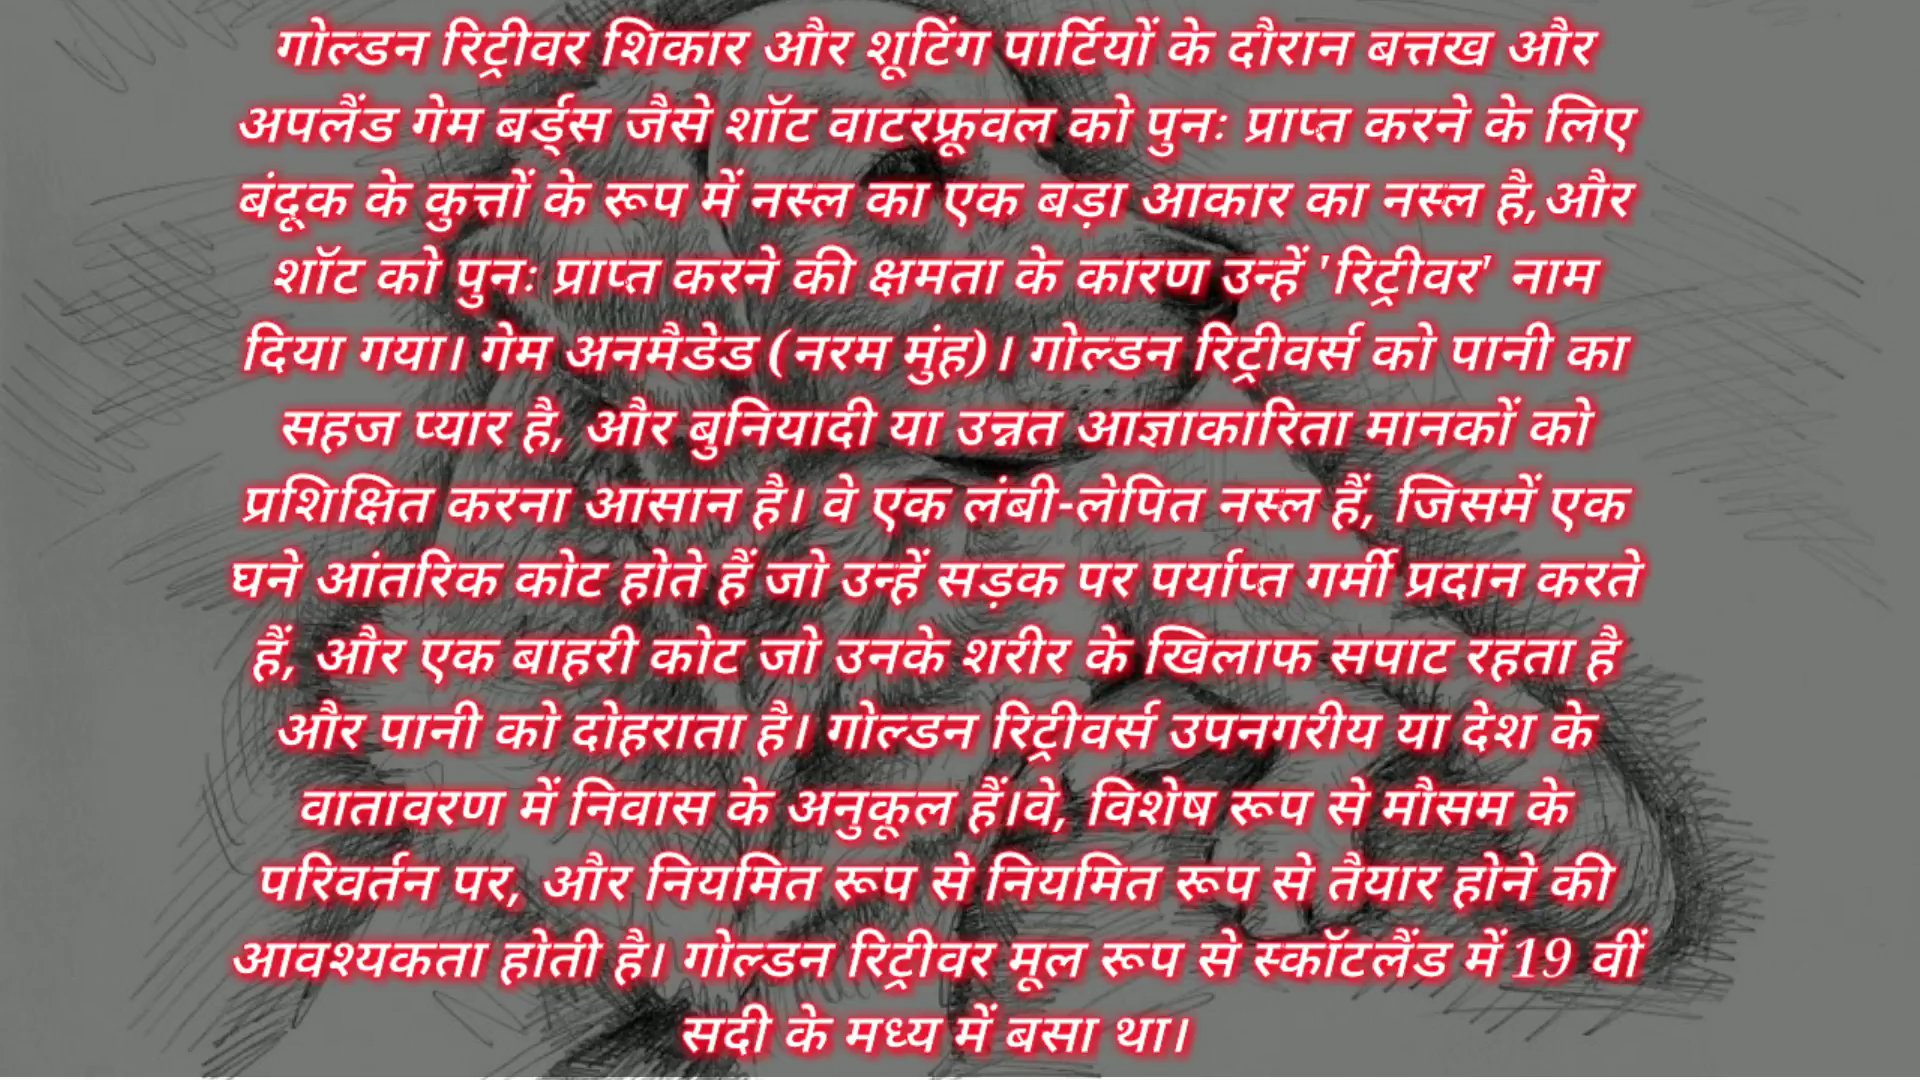 गोल्डन रिट्रीवर शिकार और शूटिंग पार्टियों के दौरान बत्तख और
अपलैंड गेम बर्ड्स जैसे शॉट वाटरफ्रूवल को पुनः प्राप्त करने के लिए
बंदूक के कुत्तों के रूप में नस्ल का एक बड़ा आकार का नस्ल है,और
शॉट को पुनः प्राप्त करने की क्षमता के कारण उन्हें 'रिट्रीवर' नाम
दिया गया। गेम अनमैडेड (नरम मुंह)। गोल्डन रिट्रीवर्स को पानी का
सहज प्यार है, और बुनियादी या उन्नत आज्ञाकारिता मानकों को
प्रशिक्षित करना आसान है। वे एक लंबी-लेपित नस्ल हैं, जिसमें एक
घने आंतरिक कोट होते हैं जो उन्हें सड़क पर पर्याप्त गर्मी प्रदान करते
हैं, और एक बाहरी कोट जो उनके शरीर के खिलाफ सपाट रहता है
और पानी को दोहराता है। गोल्डन रिट्रीवर्स उपनगरीय या देश के
वातावरण में निवास के अनुकूल हैं।वे, विशेष रूप से मौसम के
परिवर्तन पर, और नियमित रूप से नियमित रूप से तैयार होने की
आवश्यकता होती है। गोल्डन रिट्रीवर मूल रूप से स्कॉटलैंड में 19 वीं
सदी के मध्य में बसा था।